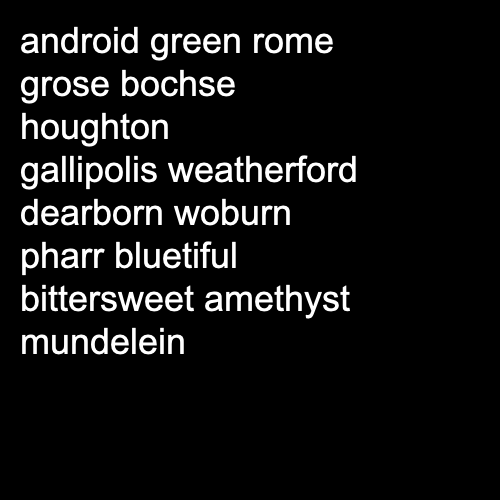 android green rome
grose bochse
houghton
gallipolis weatherford
dearborn woburn
pharr bluetiful
bittersweet amethyst
mundelein